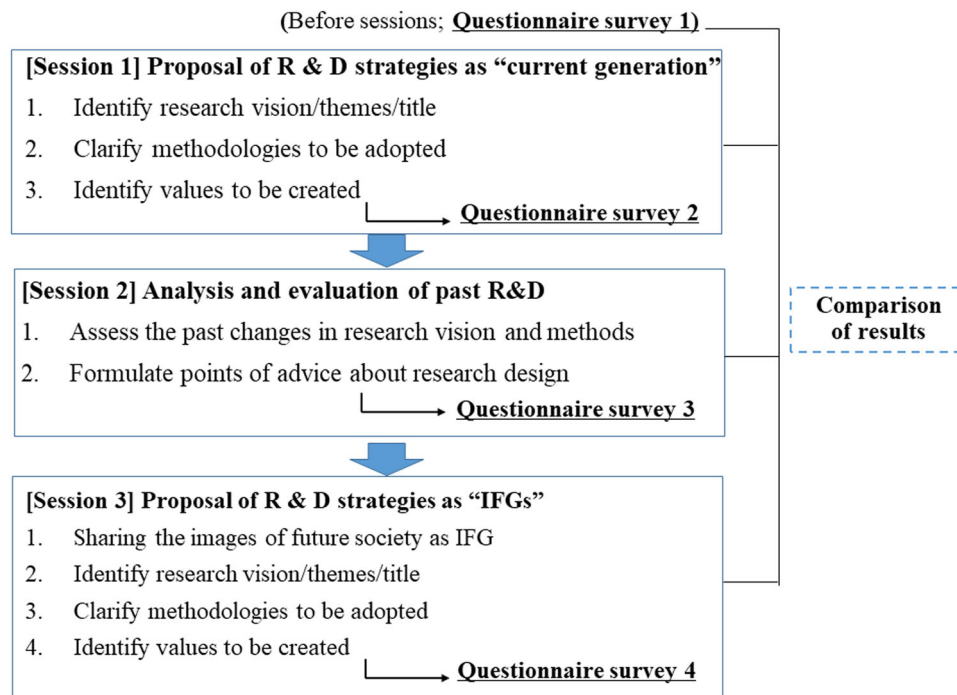 (Before sessions; Questionnaire survey 1)
[Session 1] Proposal of R & D strategies as “current generation”
1. Identify research vision/themes/title
2. Clarify methodologies to be adopted
3. Identify values to be created
Questionnaire survey 2
[Session 2] Analysis and evaluation of past R&D
1. Assess the past changes in research vision and methods
2. Formulate points of advice about research design
Questionnaire survey 3
[Session 3] Proposal of R & D strategies as “IFGs”
1. Sharing the images of future society as IFG
2. Identify research vision/themes/title
3. Clarify methodologies to be adopted
4. Identify values to be created
Questionnaire survey 4
Comparison
of results